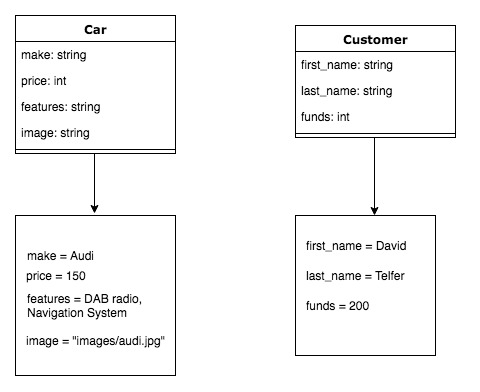 Car
make: string
price: int
features: string
image: string
Customer
first_name: string
last_name: string
funds: int
make = Audi
price = 150
features = DAB radio,
Navigation System
image = "images/audi.jpg"
first_name = David
last_name = Telfer
funds = 200